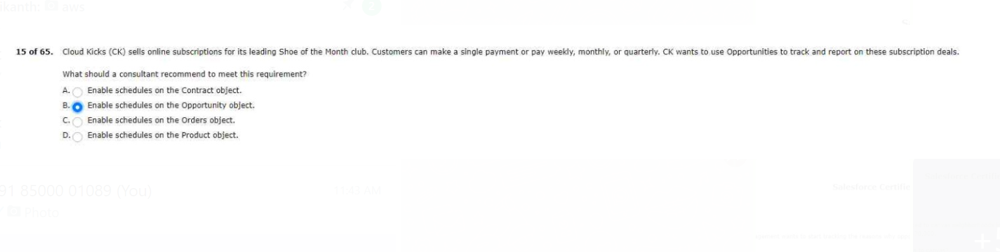 ikanth: aws
2
15 of 65. Cloud Kicks (CK) sells online subscriptions for its leading Shoe of the Month club. Customers can make a single payment or pay weekly, monthly, or quarterly. CK wants to use Opportunities to track and report on these subscription deals.
What should a consultant recommend to meet this requirement?
A. Enable schedules on the Contract object.
B. Enable schedules on the Opportunity object.
C. Enable schedules on the Orders object.
D. Enable schedules on the Product object.
91 85000 01089 (You)
11:43 AM
Salesforce Certific
Photo